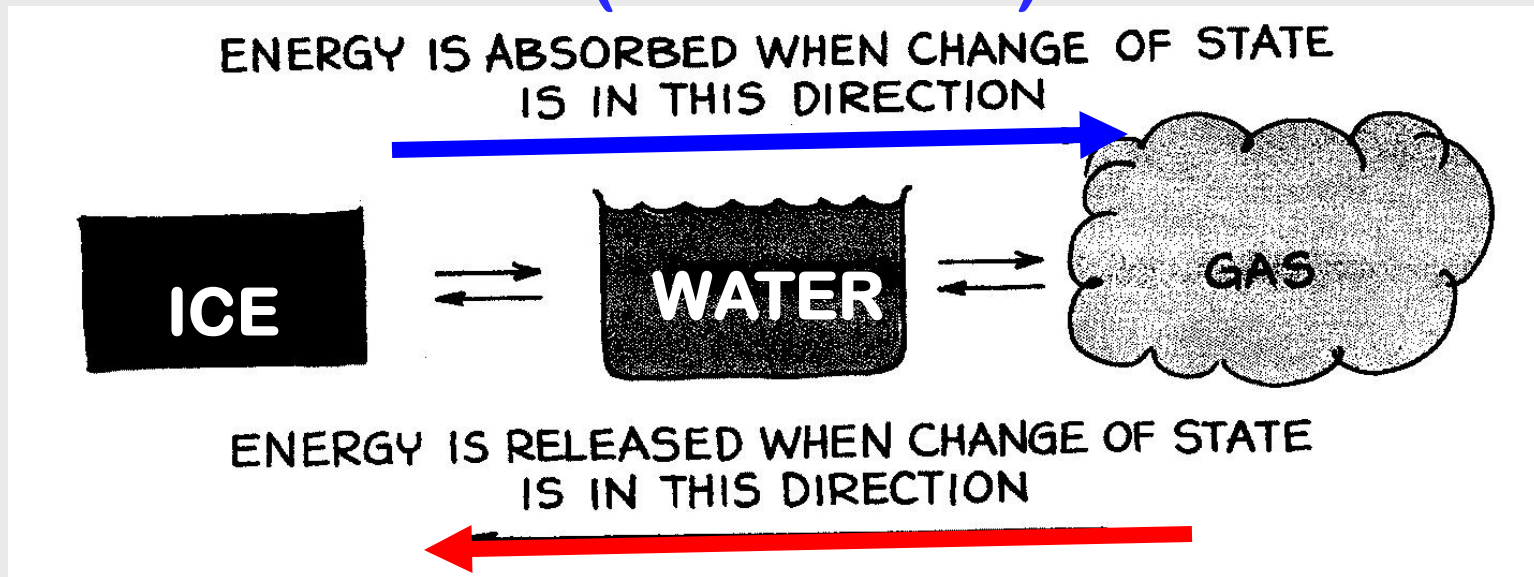 ENERGY IS ABSORBED WHEN CHANGE OF STATE
IS IN THIS DIRECTION
ICE
WATER
GAS
ENERGY IS RELEASED WHEN CHANGE OF STATE
IS IN THIS DIRECTION